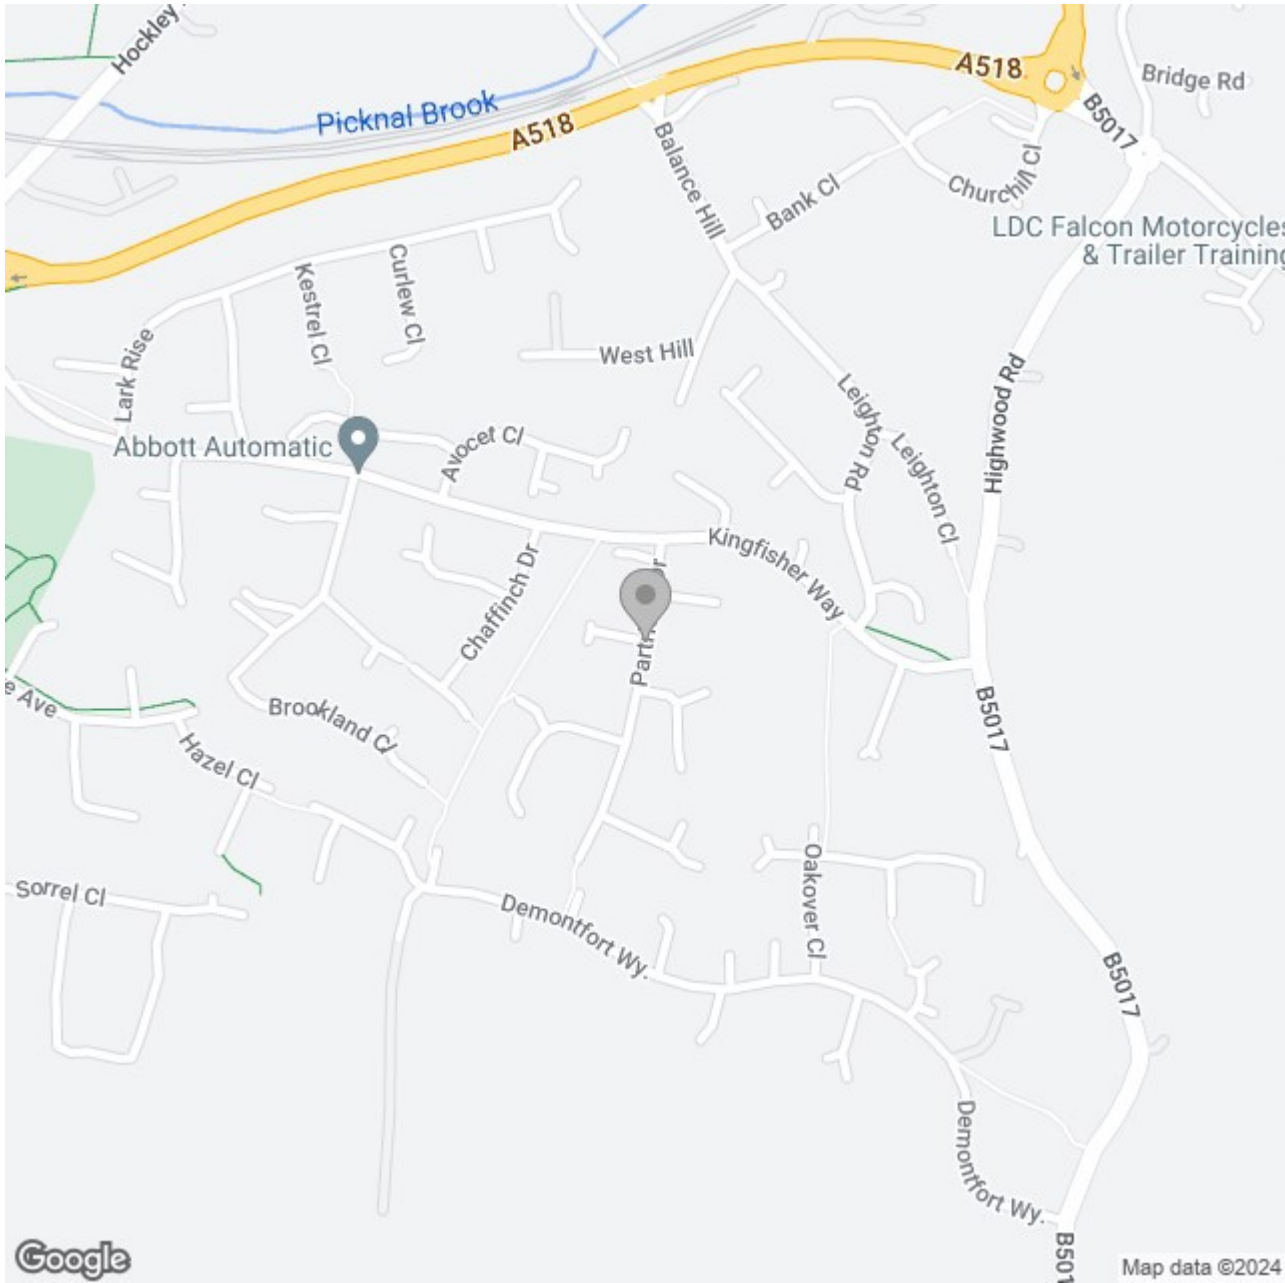 Hockley
A518
Bridge Rd
Picknal Brook
A518
B5017
Balance Hill
Churchill Cl
Bank Cl
LDC Falcon Motorcycles
& Trailer Training
Curlew Cl
Kestrel Cl
Lark Rise
West Hill
Highwood Rd
Leighton Rd
Leighton Cl
Abbott Automatic
Avocet Cl
Kingfisher Way
Chaffinch Dr
Part
Ave
Brookland Cl
B5017
Hazel Cl
Sorrel Cl
Oakover Cl
Demontfort Wy.
B5017
Demontfort Wy.
B501
Google
Map data ©2024